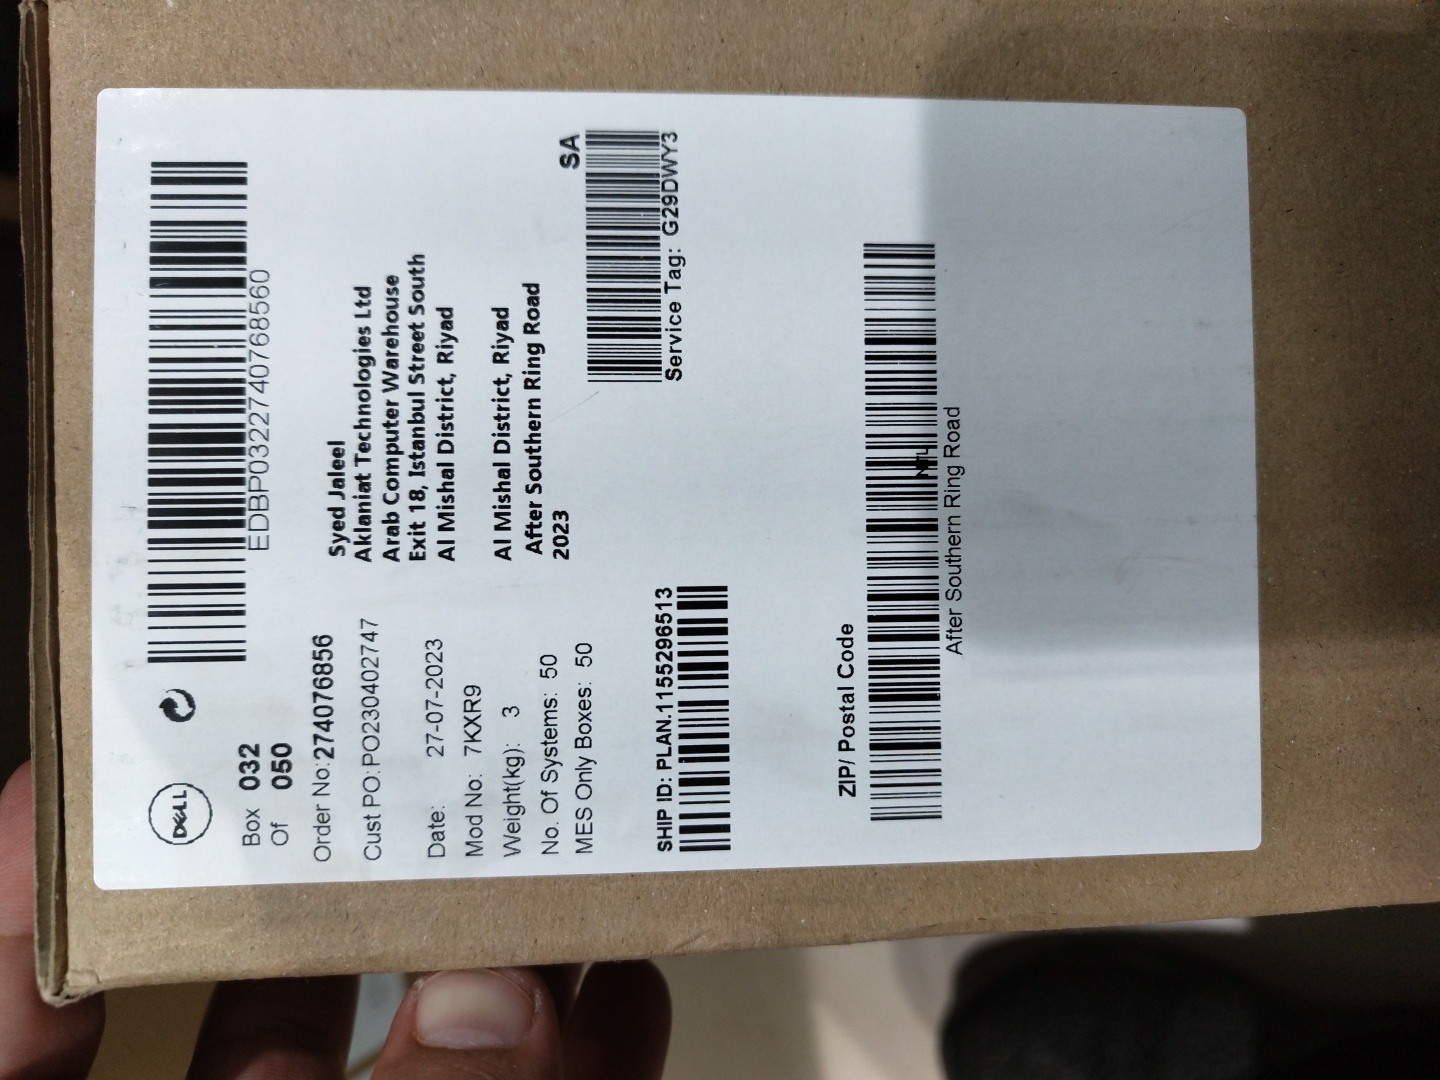 DELL
EDBP0322740768560
Box 032
Of 050
Order No:274076856
Cust PO:PO230402747
Date: 27-07-2023
Mod No: 7KXR9
Weight(kg): 3
No. Of Systems: 50
MES Only Boxes: 50
Syed Jaleel
Aklaniat Technologies Ltd
Arab Computer Warehouse
Exit 18, Istanbul Street South
Al Mishal District, Riyad
Al Mishal District, Riyad
After Southern Ring Road
2023
SA
Service Tag: G29DWY3
SHIP ID: PLAN.1155296513
ZIP/ Postal Code
After Southern Ring Road